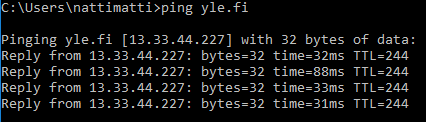 C:\Users\nattimatti>ping yle.fi
Pinging yle.fi [13.33.44.227] with 32 bytes of data:
Reply from 13.33.44.227: bytes=32 time=32ms TTL=244
Reply from 13.33.44.227: bytes=32 time=88ms TTL=244
Reply from 13.33.44.227: bytes=32 time=33ms TTL=244
Reply from 13.33.44.227: bytes=32 time=31ms TTL=244